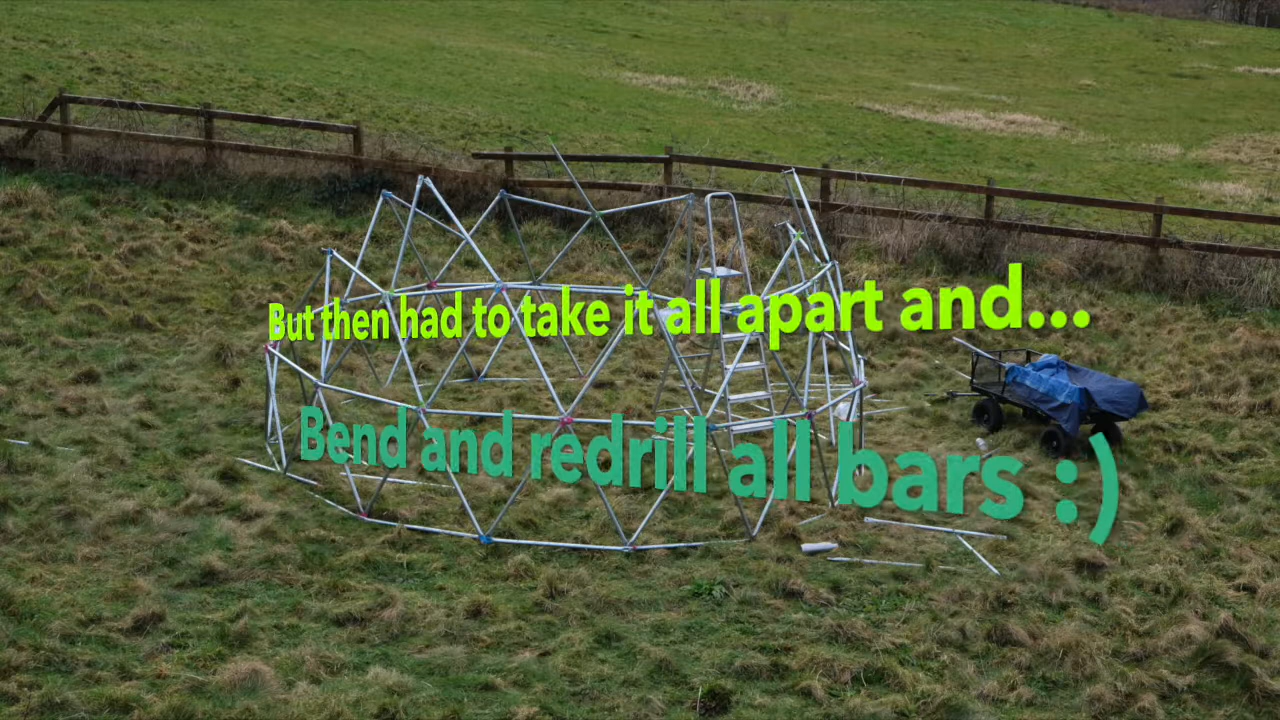 But then had to take it all apart and...
Bend and redrill all bars :)